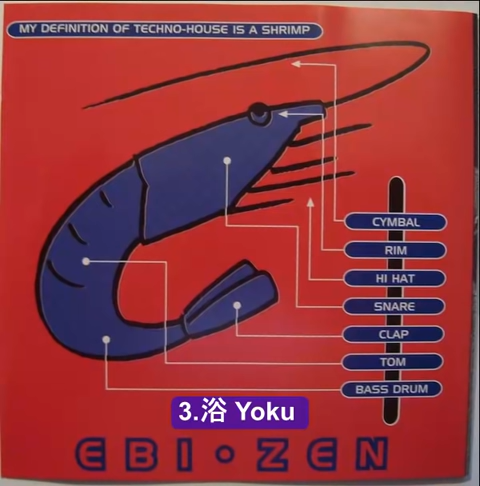 MY DEFINITION OF TECHNO-HOUSE IS A SHRIMP
CYMBAL
RIM
HI HAT
SNARE
CLAP
TOM
BASS DRUM
3.浴 Yoku
EBI・ZEN